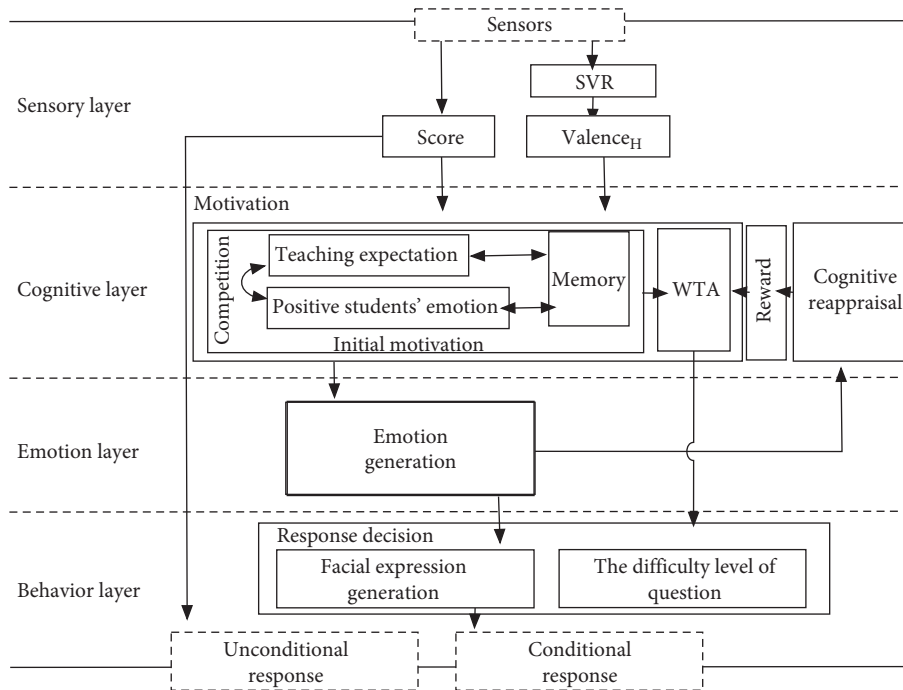 Sensors
SVR
Sensory layer
Score
Valence_H
Motivation
Competition
Teaching expectation
Positive students’ emotion
Memory
Initial motivation
WTA
Reward
Cognitive
reappraisal
Cognitive layer
Emotion
generation
Emotion layer
Response decision
Facial expression
generation
The difficulty level of
question
Behavior layer
Unconditional
response
Conditional
response